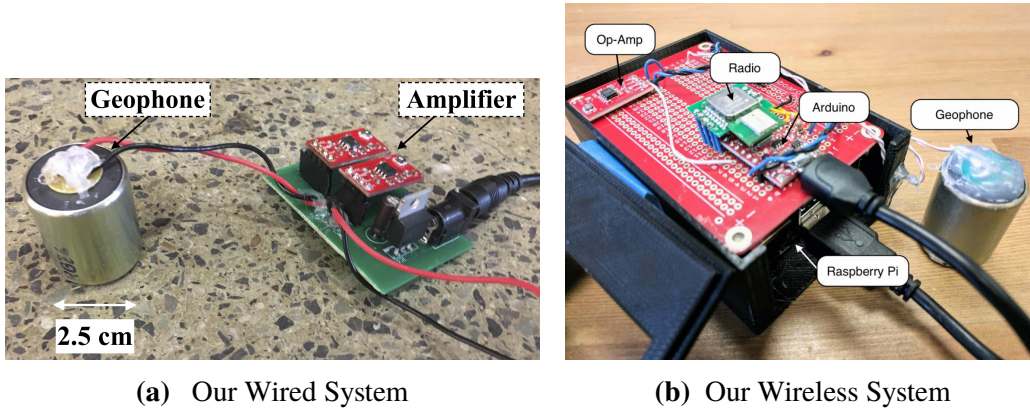 Geophone
Amplifier
2.5 cm
(a) Our Wired System
Op-Amp
Radio
Arduino
Geophone
Raspberry Pi
(b) Our Wireless System